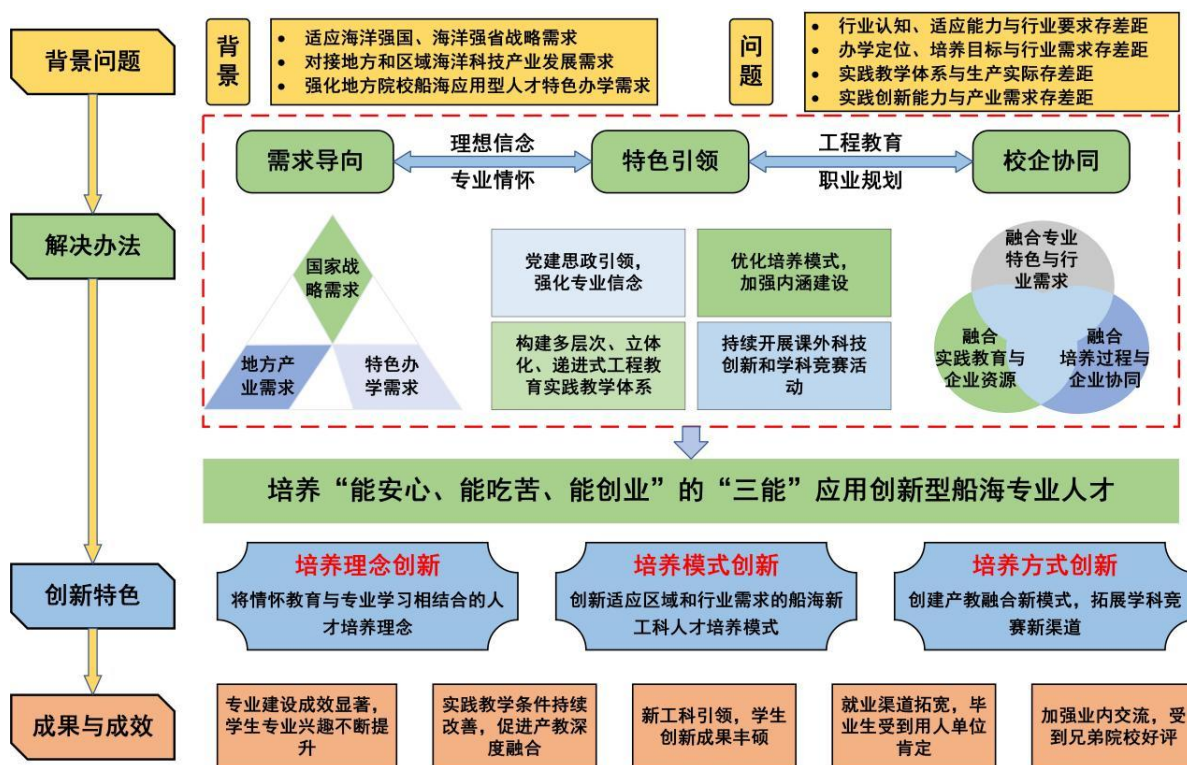 背景问题
背景
适应海洋强国、海洋强省战略需求
对接地方和区域海洋科技产业发展需求
强化地方院校船海应用型人才特色办学需求
问题
行业认知、适应能力与行业要求存差距
办学定位、培养目标与行业需求存差距
实践教学体系与生产实际存差距
实践创新能力与产业需求存差距
解决办法
需求导向
理想信念
专业情怀
特色引领
工程教育
职业规划
校企协同
国家战
略需求
地方产
业需求
特色办
学需求
党建思政引领，
强化专业信念
优化培养模式，
加强内涵建设
构建多层次、立体
化、递进式工程教
育实践教学体系
持续开展课外科技
创新和学科竞赛活
动
融合专业
特色与行
业需求
融合
实践教育与
企业资源
融合
培养过程与
企业协同
培养“能安心、能吃苦、能创业”的“三能”应用创新型船海专业人才
创新特色
培养理念创新
将情怀教育与专业学习相结合的人
才培养理念
培养模式创新
创新适应区域和行业需求的船海新
工科人才培养模式
培养方式创新
创建产教融合新模式，拓展学科竞
赛新渠道
成果与成效
专业建设成效显著，
学生专业兴趣不断提
升
实践教学条件持续
改善，促进产教深
度融合
新工科引领，学生
创新成果丰硕
就业渠道拓宽，毕
业生受到用人单位
肯定
加强业内交流，受
到兄弟院校好评